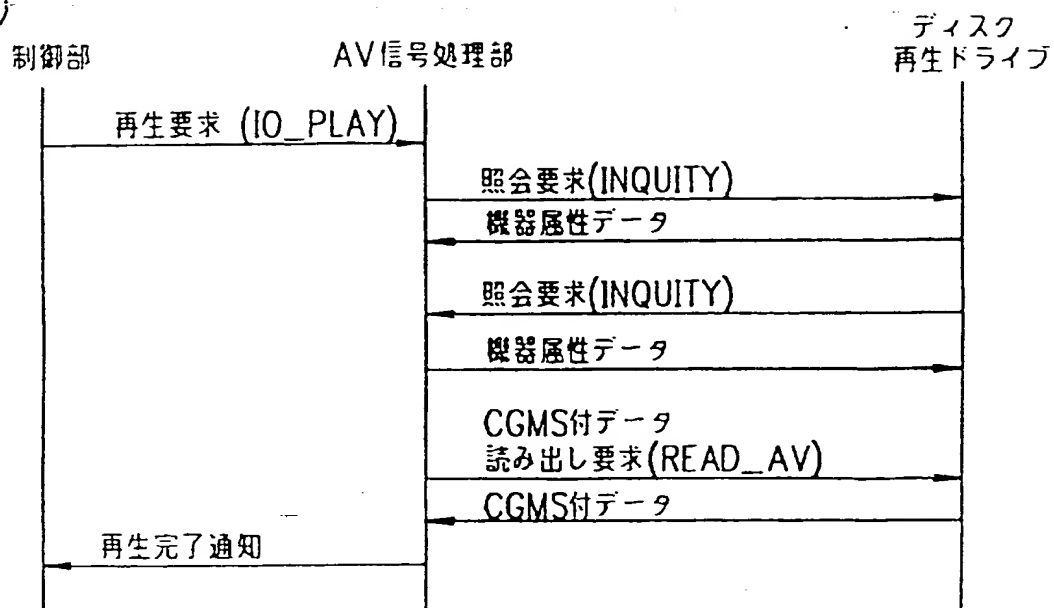 制御部
AV信号処理部
ディスク
再生ドライブ
再生要求 (IO_PLAY)
照会要求(INQUITY)
機器属性データ
照会要求(INQUITY)
機器属性データ
CGMS付データ
読み出し要求(READ_AV)
CGMS付データ
再生完了通知